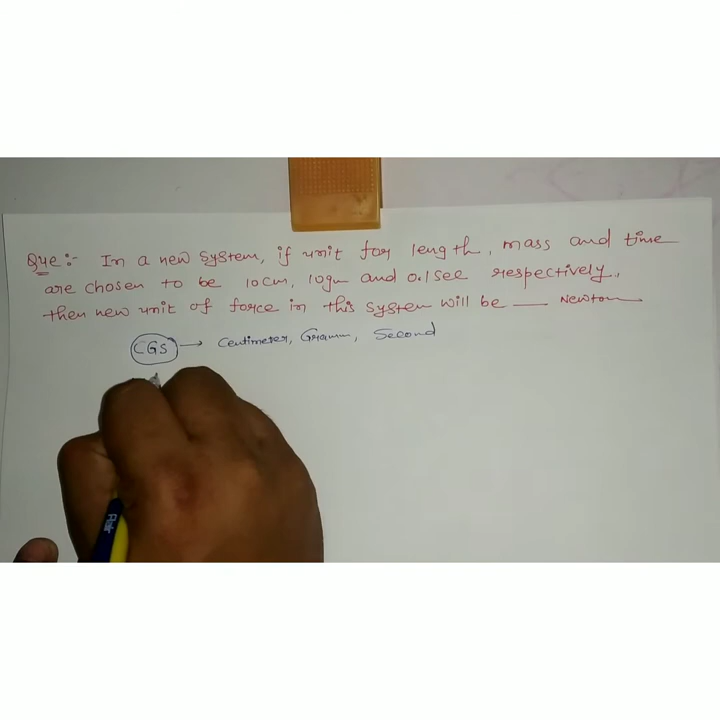 Que:- In a new system, if unit for length, mass and time
are chosen to be 10cm, 10gm and 0.1sec respectively,
then new unit of force in this system will be ___ Newton
CGS → Centimeter, Gramm, Second